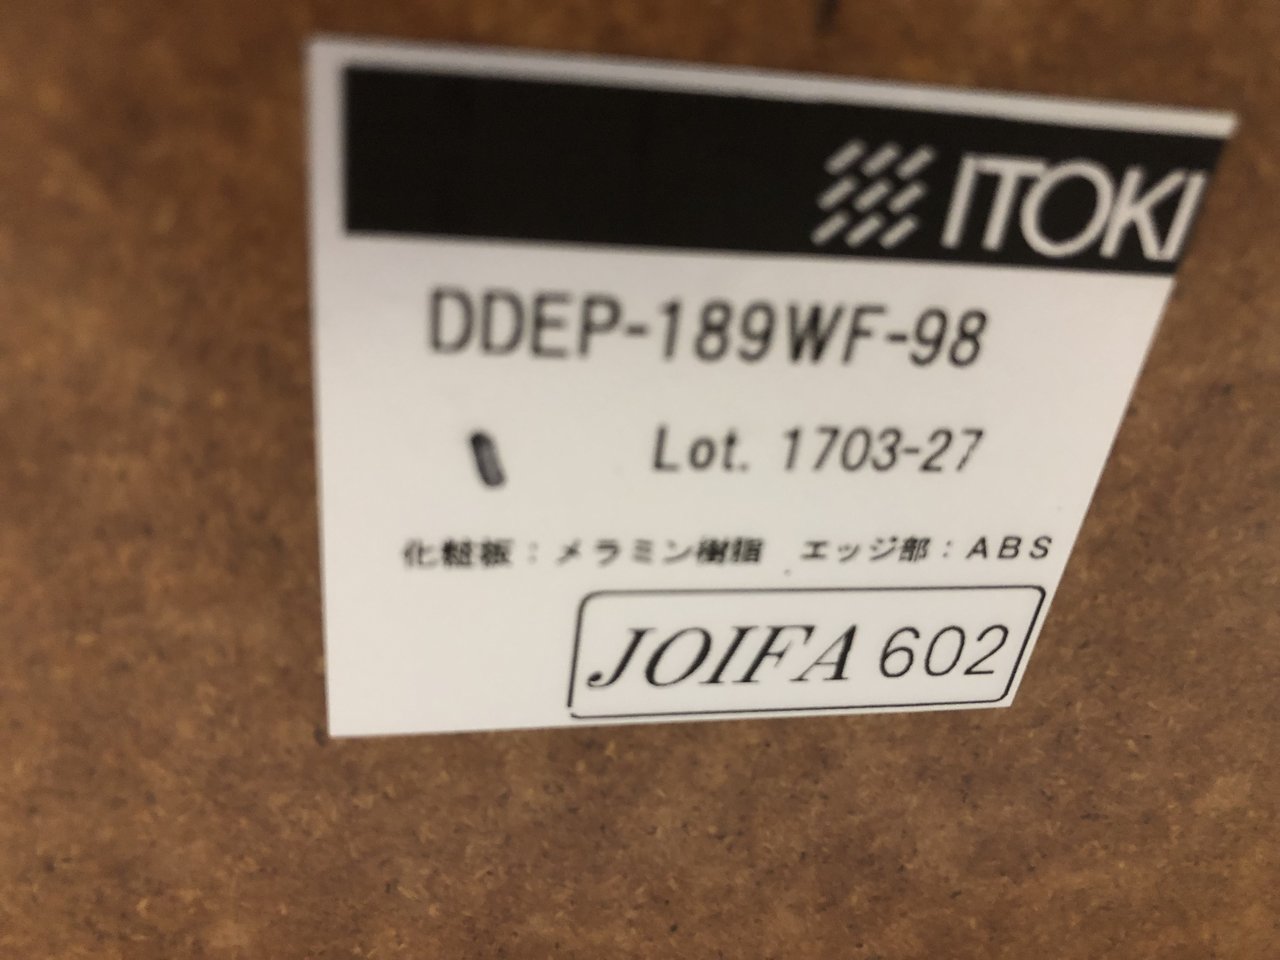 ITOKI
DDEP-189WF-98
Lot. 1703-27
化粧板：メラミン樹脂　エッジ部：ABS
JOIFA 602